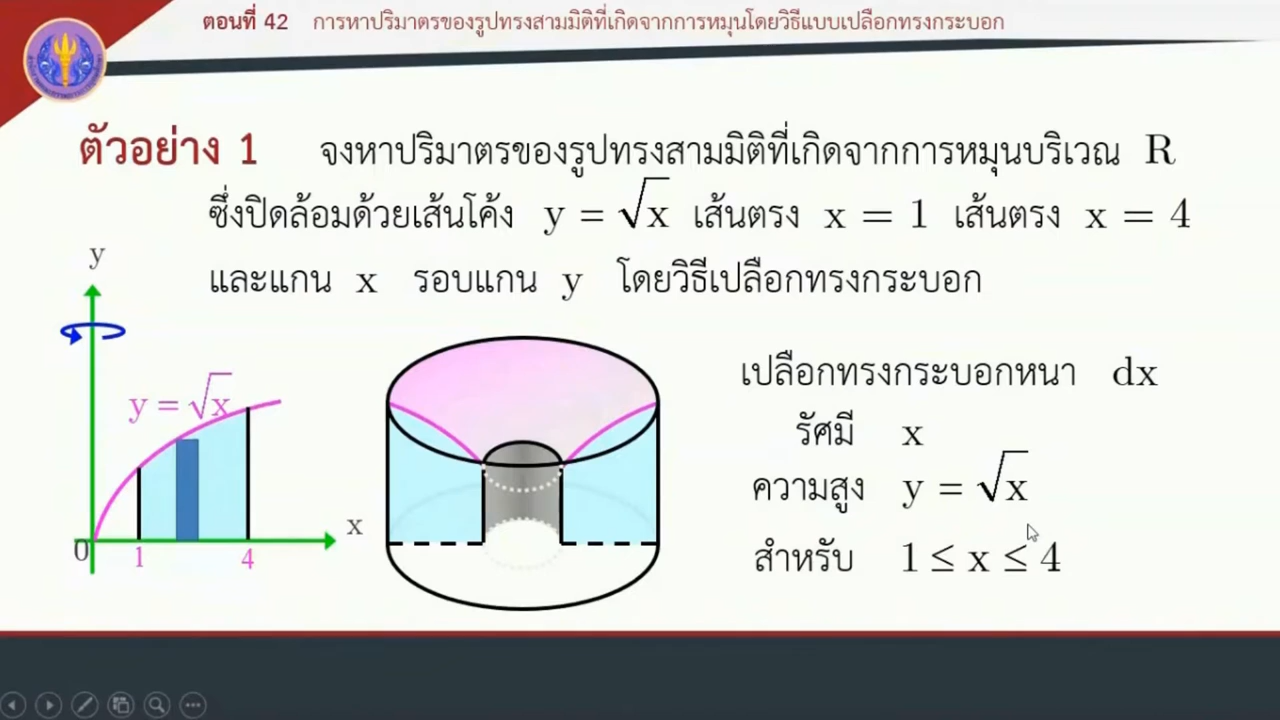 ตอนที่ 42 การหาปริมาตรของรูปทรงสามมิติที่เกิดจากการหมุนโดยวิธีแบบเปลือกทรงกระบอก
ตัวอย่าง 1 จงหาปริมาตรของรูปทรงสามมิติที่เกิดจากการหมุนบริเวณ R
ซึ่งปิดล้อมด้วยเส้นโค้ง y = √x เส้นตรง x = 1 เส้นตรง x = 4
และแกน x รอบแกน y โดยวิธีเปลือกทรงกระบอก
y
y = √x
x
0
1
4
เปลือกทรงกระบอกหนา dx
รัศมี x
ความสูง y = √x
สำหรับ 1 ≤ x ≤ 4